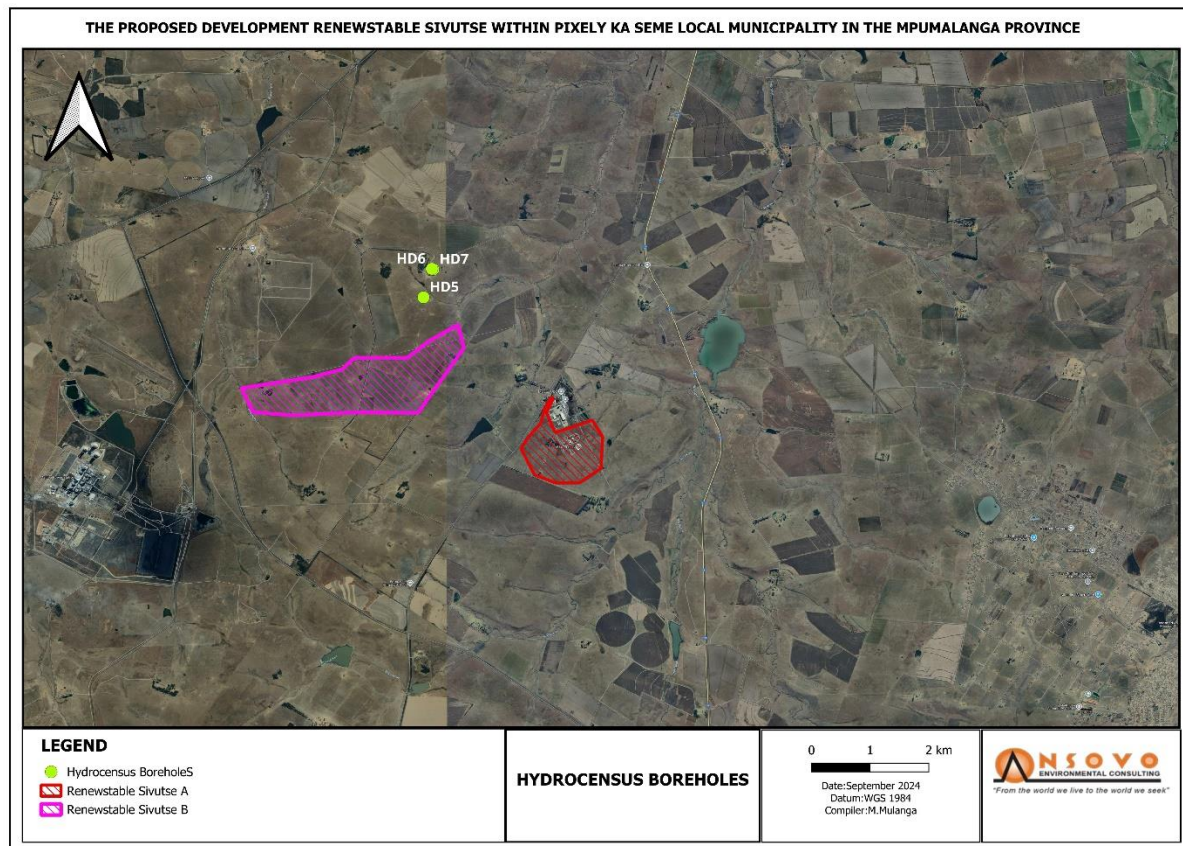 THE PROPOSED DEVELOPMENT RENEWSTABLE SIVUTSE WITHIN PIXELY KA SEME LOCAL MUNICIPALITY IN THE MPUMALANGA PROVINCE
HD6 HD7
HD5
LEGEND
Hydrocensus BoreholeS
Renewstable Sivutse A
Renewstable Sivutse B
HYDROCENSUS BOREHOLES
0 1 2 km
Date:September 2024
Datum:WGS 1984
Compiler:M.Mulanga
NSOVO
ENVIRONMENTAL CONSULTING
"From the world we live to the world we seek"